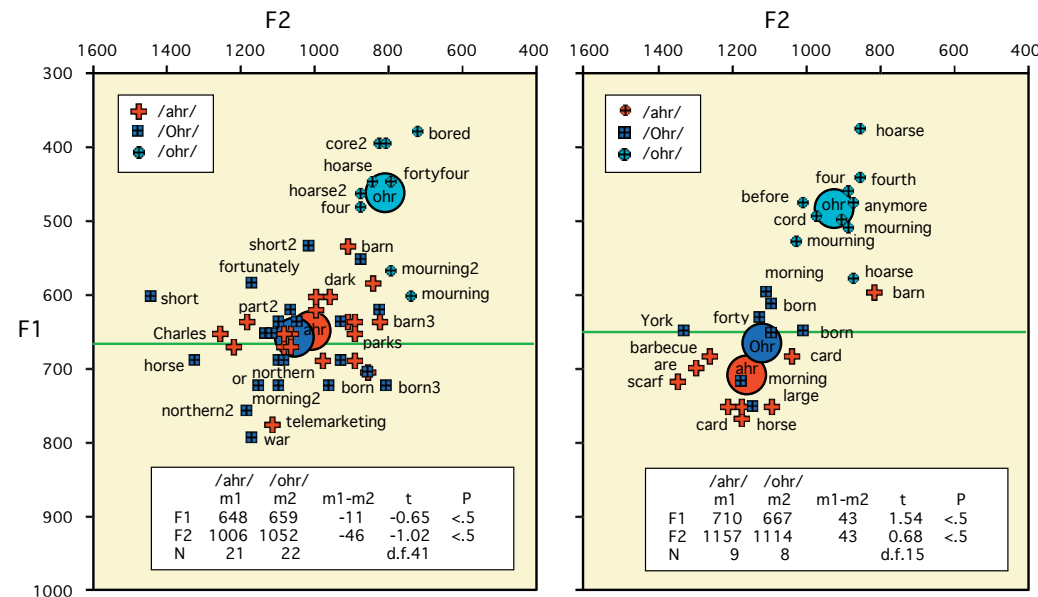 F2
F2
1600 1400 1200 1000 800 600 400
1600 1400 1200 1000 800 600 400
F1
300
400
500
600
700
800
900
1000
/ahr/
/Ohr/
/ohr/
bored
core2
hoarse
fortyfour
hoarse2
ohr
four
short2
barn
fortunately
dark
mourning2
short
mourning
part2
barn3
Charles
ahr
parks
horse
or northern
born
born3
morning2
northern2
telemarketing
war
/ahr/ /ohr/
m1 m2 m1-m2 t P
F1 648 659 -11 -0.65 <.5
F2 1006 1052 -46 -1.02 <.5
N 21 22 d.f.41
/ahr/
/Ohr/
/ohr/
hoarse
four
fourth
before
ohr
anymore
cord
mourning
mourning
morning
hoarse
born
barn
York
forty
born
barbecue
Ohr
card
are
ahr
scarf
morning
large
card
horse
/ahr/ /ohr/
m1 m2 m1-m2 t P
F1 710 667 43 1.54 <.5
F2 1157 1114 43 0.68 <.5
N 9 8 d.f.15